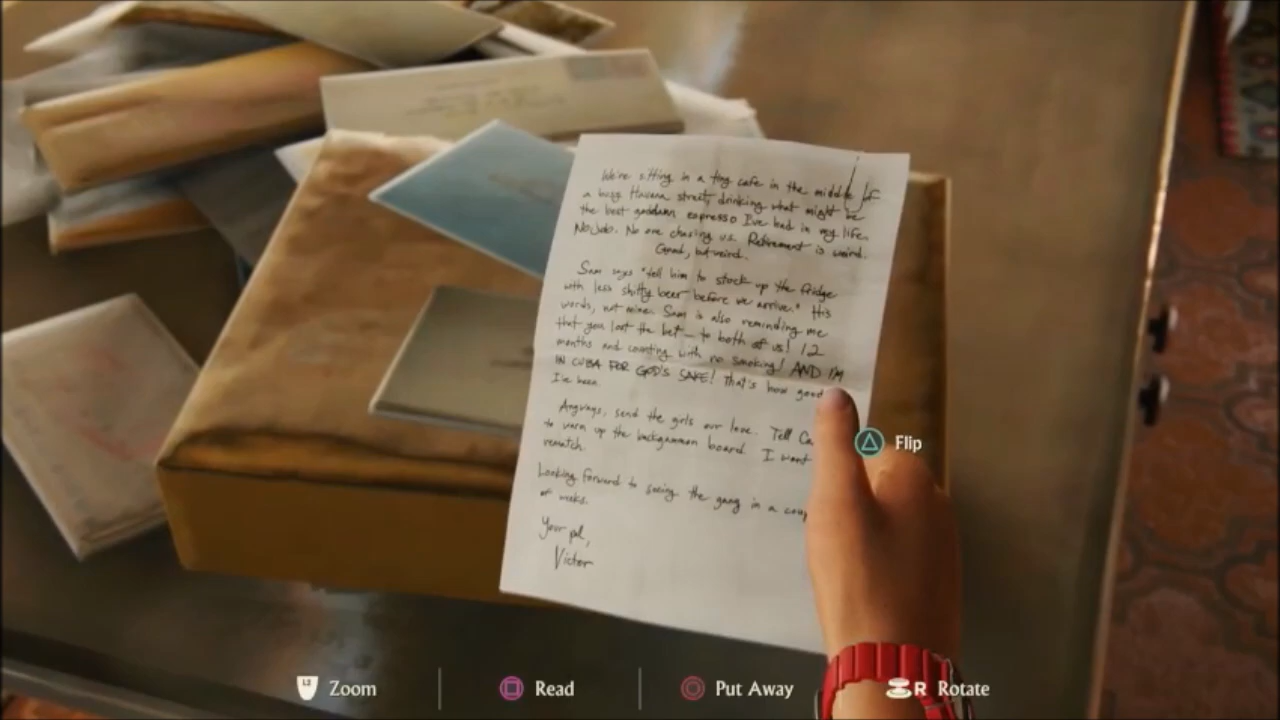 We're sitting in a tiny cafe in the middle of
a busy Havana street, drinking what might be
the best goddamn espresso I've had in my life.
No job. No one chasing us. Retirement is weird.
Good, but weird.
Sam says "tell him to stock up the fridge
with less shitty beer before we arrive." His
words, not mine. Sam is also reminding me
that you lost the bet — to both of us! 12
months and counting with no smoking! AND I'M
IN CUBA FOR GOD'S SAKE! That's how good
I've been.
Anyways, send the girls our love. Tell Ca
to warm up the backgammon board. I want
rematch.
Looking forward to seeing the gang in a coup
of weeks.
Your pal,
Victor
Flip
L2 Zoom
Read
Put Away
R Rotate